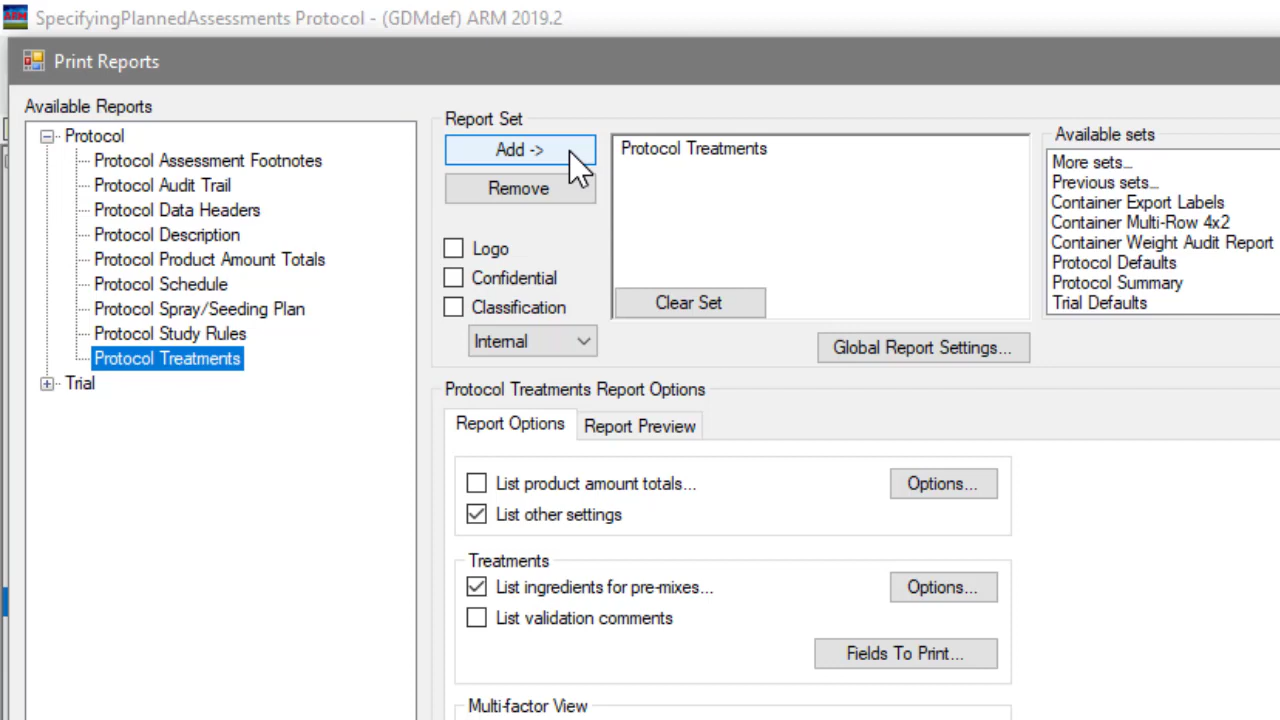 SpecifyingPlannedAssessments Protocol - (GDMdef) ARM 2019.2
Print Reports
Available Reports
Protocol
Protocol Assessment Footnotes
Protocol Audit Trail
Protocol Data Headers
Protocol Description
Protocol Product Amount Totals
Protocol Schedule
Protocol Spray/Seeding Plan
Protocol Study Rules
Protocol Treatments
Trial
Report Set
Add ->
Remove
Logo
Confidential
Classification
Internal
Protocol Treatments
Clear Set
Global Report Settings...
Available sets
More sets...
Previous sets...
Container Export Labels
Container Multi-Row 4x2
Container Weight Audit Report
Protocol Defaults
Protocol Summary
Trial Defaults
Protocol Treatments Report Options
Report Options
Report Preview
List product amount totals...
Options...
List other settings
Treatments
List ingredients for pre-mixes...
Options...
List validation comments
Fields To Print...
Multi-factor View